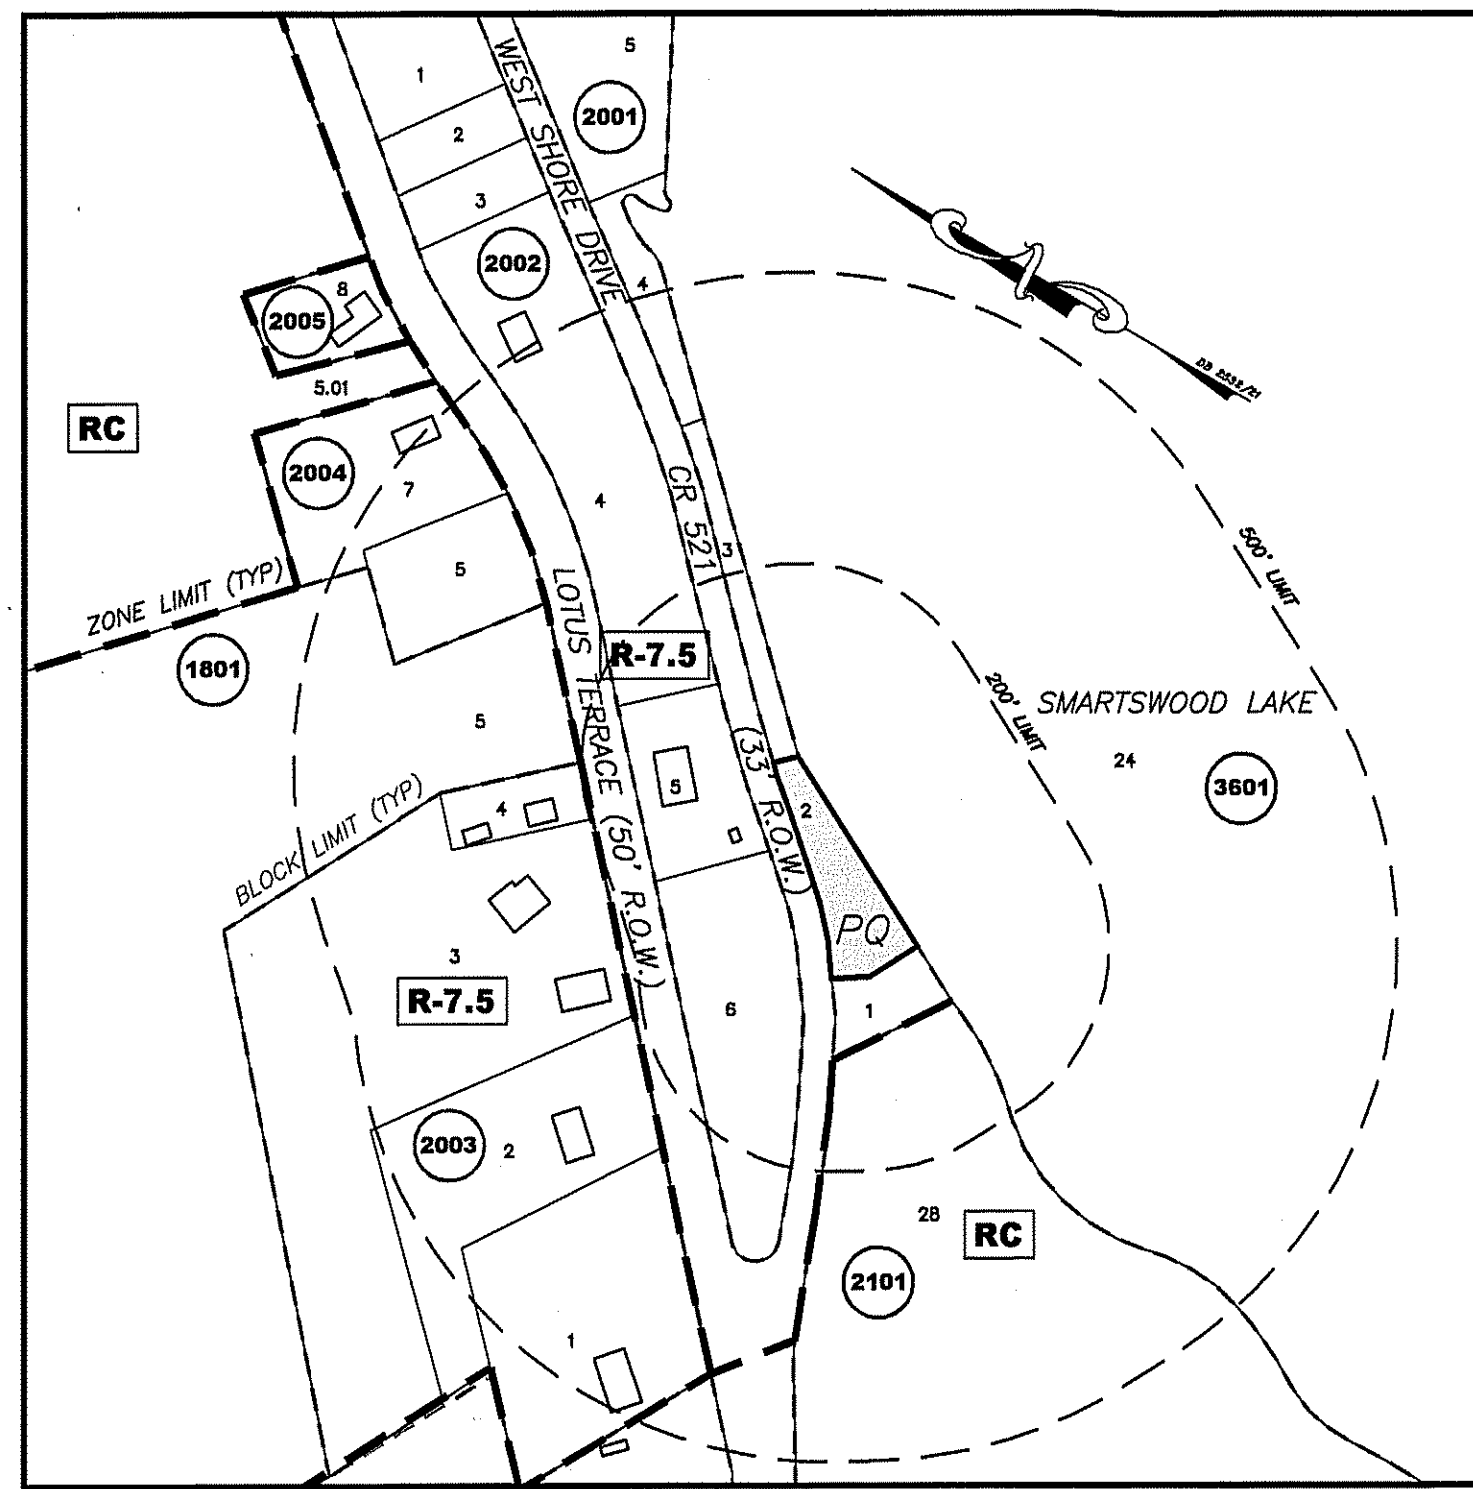 5
1
2001
WEST SHORE DRIVE
2
3
2002
4
8
2005
5.01
DB 2532/21
RC
2004
7
4
CR 521
3
500' LIMIT
ZONE LIMIT (TYP)
5
1801
LOTUS TERRACE (50' R.O.W.)
R-7.5
200' LIMIT
SMARTSWOOD LAKE
24
3601
5
(33' R.O.W.)
5
2
BLOCK LIMIT (TYP)
4
PQ
3
R-7.5
6
1
2003
2
28
RC
2101
1